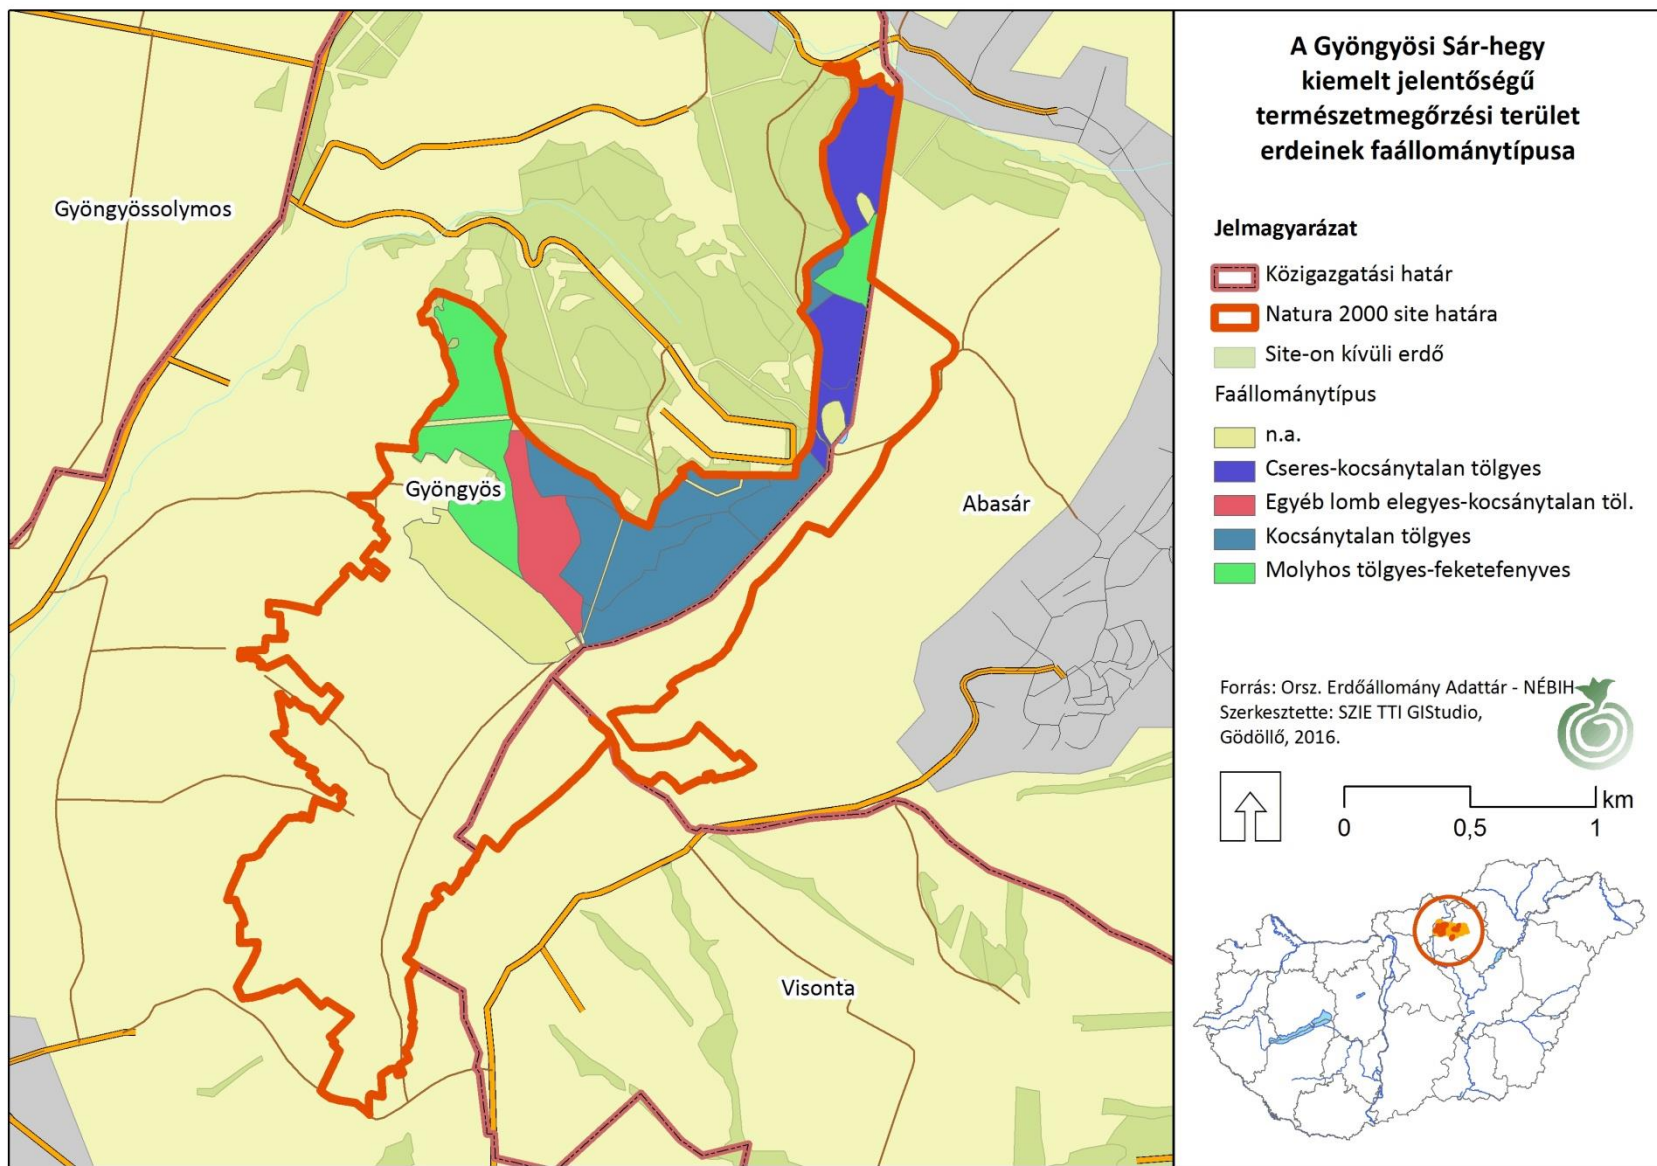 A Gyöngyösi Sár-hegy
kiemelt jelentőségű
természetmegőrzési terület
erdeinek faállománytípusa
Jelmagyarázat
Közigazgatási határ
Natura 2000 site határa
Site-on kívüli erdő
Faállománytípus
n.a.
Cseres-kocsánytalan tölgyes
Egyéb lomb elegyes-kocsánytalan töl.
Kocsánytalan tölgyes
Molyhos tölgyes-feketefenyves
Forrás: Orsz. Erdőállomány Adattár - NÉBIH
Szerkesztette: SZIE TTI GIStudio,
Gödöllő, 2016.
km
0 0,5 1
Gyöngyössolymos
Gyöngyös
Abasár
Visonta